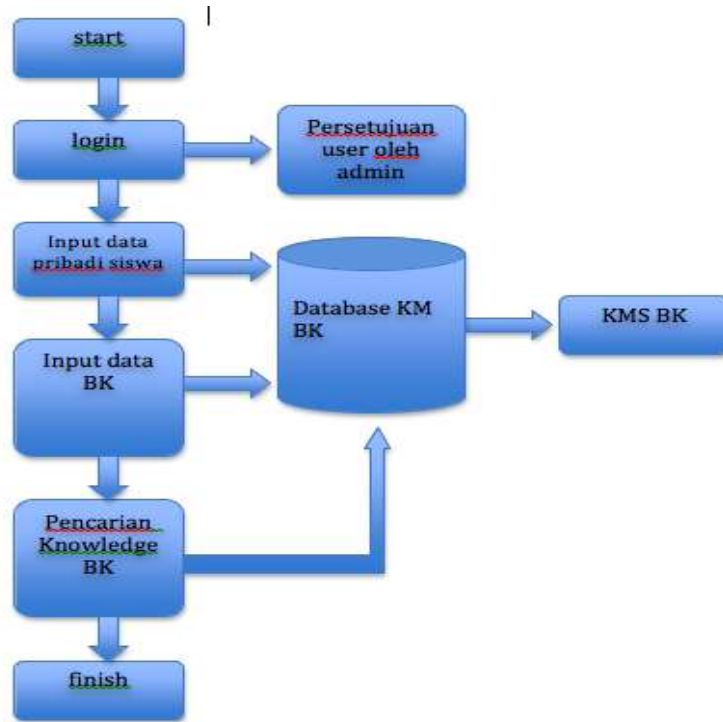 start
login
Persetujuan
user oleh
admin
Input data
pribadi siswa
Database KM
BK
KMS BK
Input data
BK
Pencarian
Knowledge
BK
finish